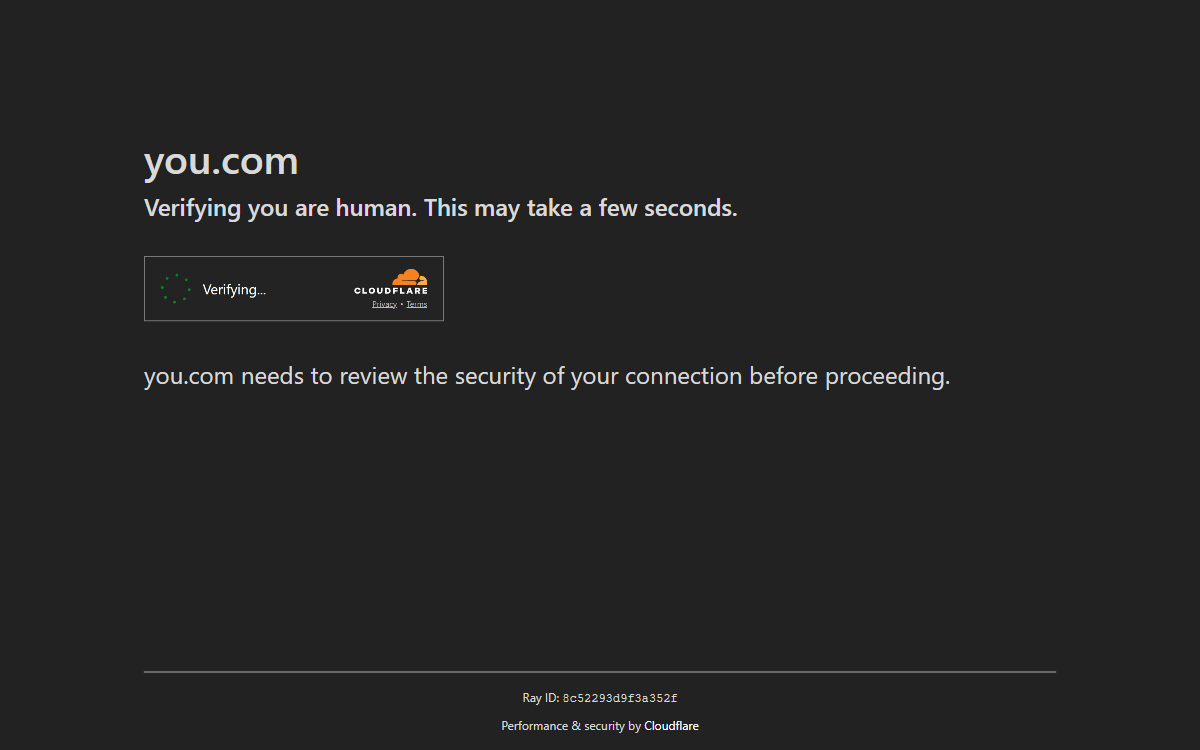 you.com
Verifying you are human. This may take a few seconds.
Verifying...
CLOUDFLARE
Privacy • Terms
you.com needs to review the security of your connection before proceeding.
Ray ID: 8c52293d9f3a352f
Performance & security by Cloudflare